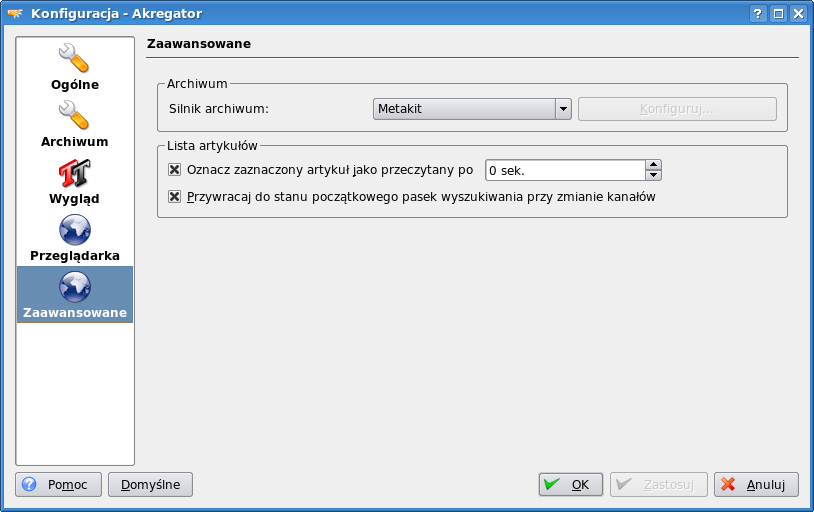 Konfiguracja - Akregator
Ogólne
Archiwum
Wygląd
Przeglądarka
Zaawansowane
Zaawansowane
Archiwum
Silnik archiwum: Metakit Konfiguruj...
Lista artykułów
Oznacz zaznaczony artykuł jako przeczytany po 0 sek.
Przywracaj do stanu początkowego pasek wyszukiwania przy zmianie kanałów
Pomoc Domyślne OK Zastosuj Anuluj